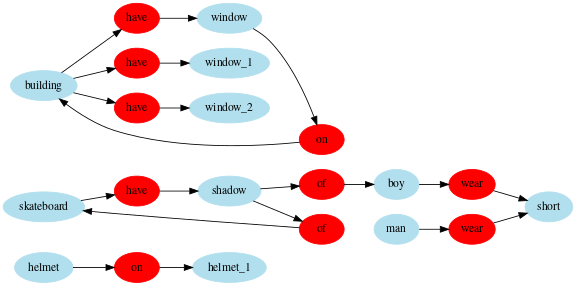 have window
have window_1
building
have window_2
on
have shadow of boy wear
skateboard short
of man wear
helmet on helmet_1